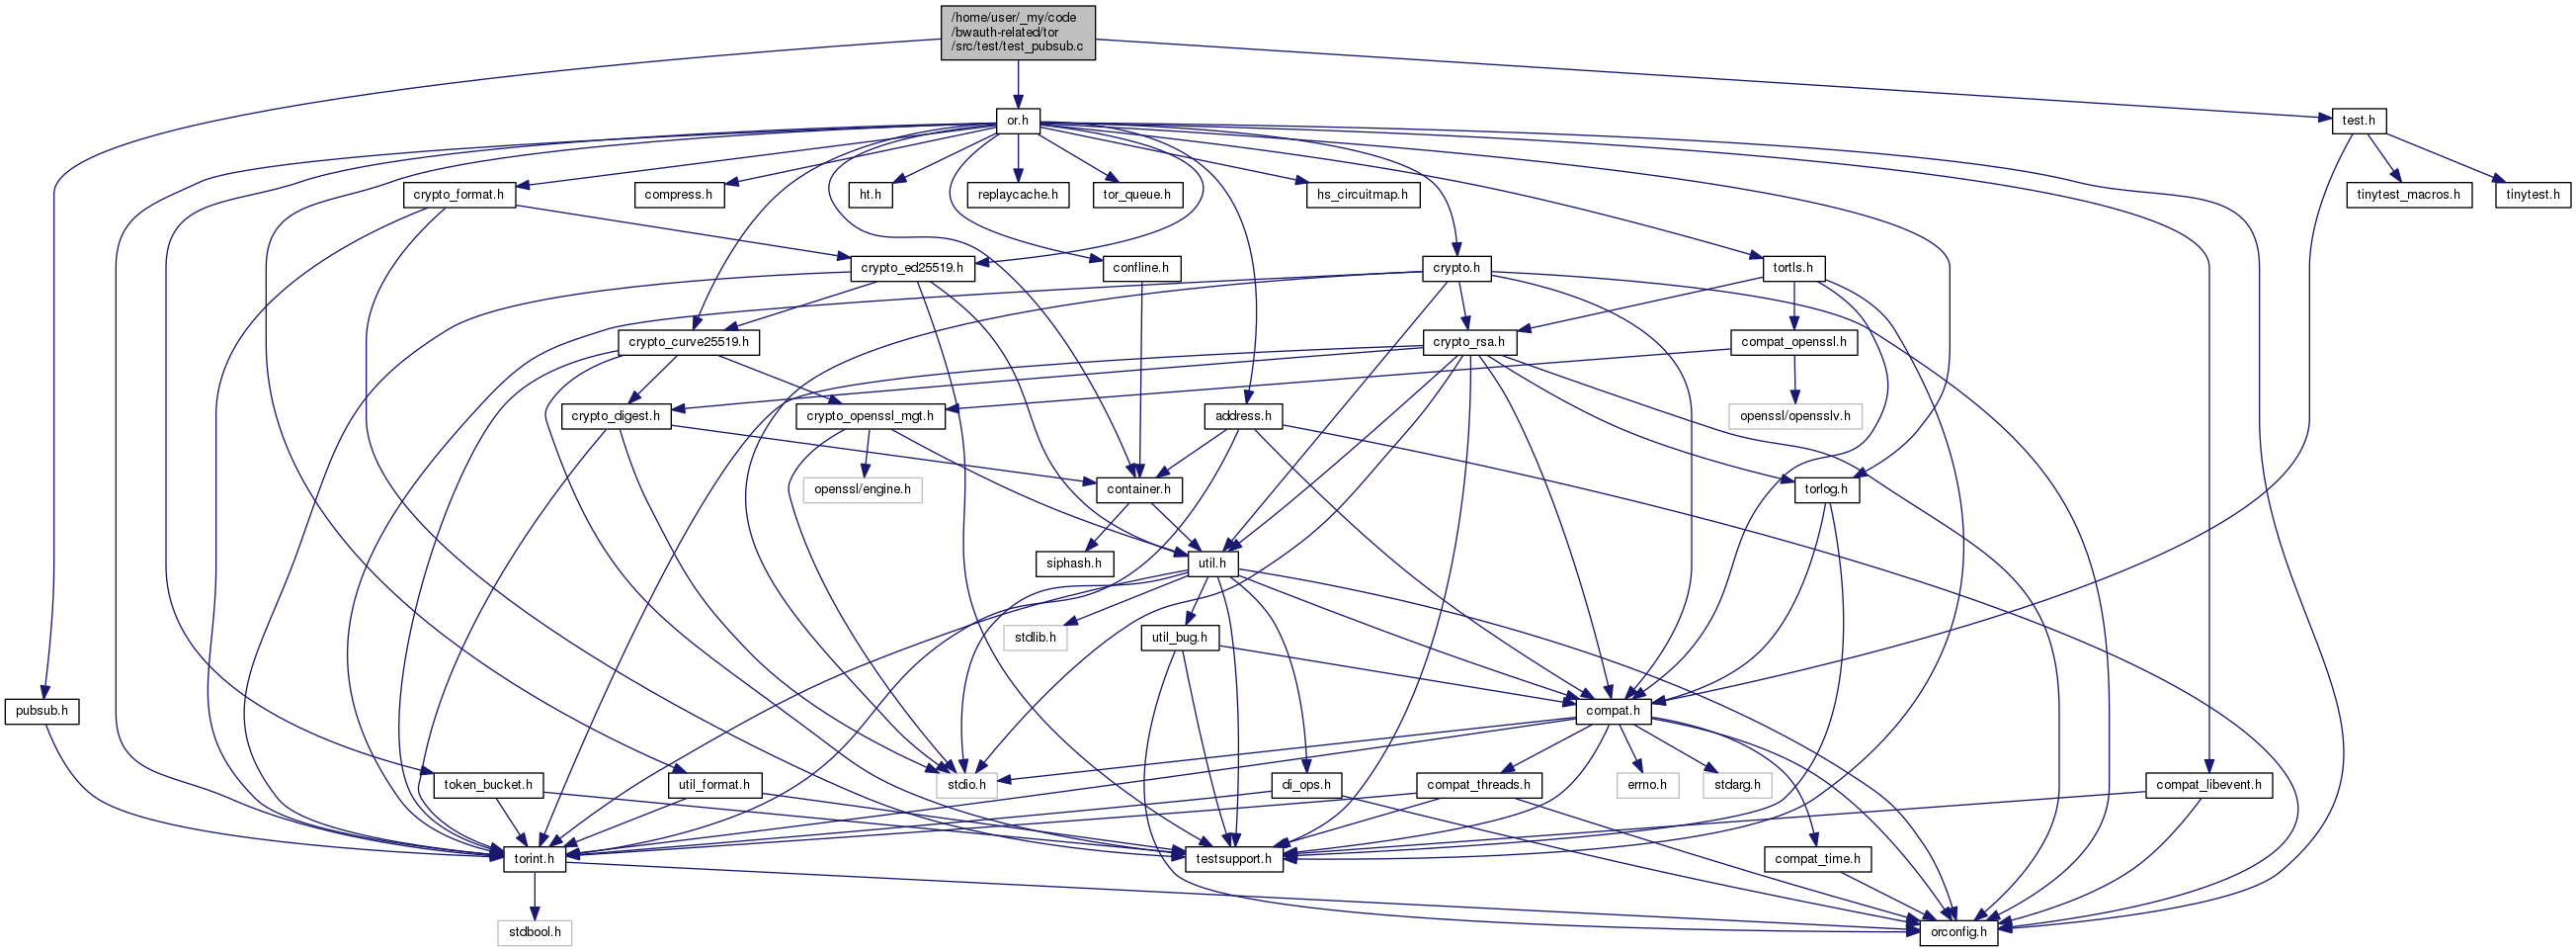 /home/user/_my/code
/bwauth-related/tor
/src/test/test_pubsub.c
or.h
test.h
crypto_format.h
compress.h
ht.h
replaycache.h
tor_queue.h
hs_circuitmap.h
tinytest_macros.h
tinytest.h
crypto_ed25519.h
confline.h
crypto.h
tortls.h
crypto_curve25519.h
crypto_rsa.h
compat_openssl.h
crypto_digest.h
crypto_openssl_mgt.h
address.h
openssl/opensslv.h
openssl/engine.h
container.h
torlog.h
siphash.h
util.h
stdlib.h
util_bug.h
pubsub.h
compat.h
token_bucket.h
util_format.h
stdio.h
di_ops.h
compat_threads.h
errno.h
stdarg.h
compat_libevent.h
torint.h
testsupport.h
compat_time.h
stdbool.h
orconfig.h